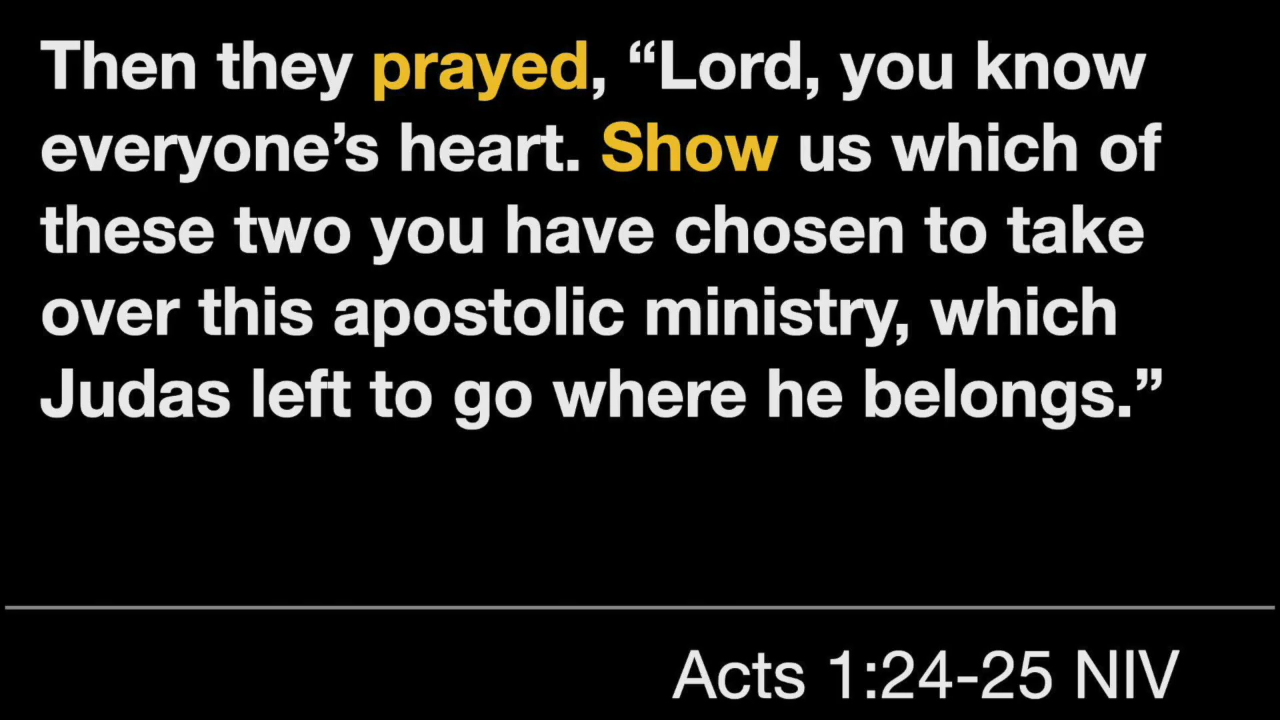 Then they prayed, “Lord, you know
everyone’s heart. Show us which of
these two you have chosen to take
over this apostolic ministry, which
Judas left to go where he belongs.”
Acts 1:24-25 NIV